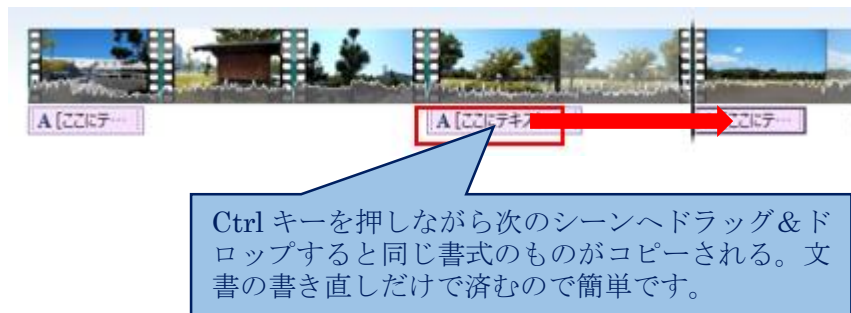 A [ここにテ…
A [ここにテキス
ここにテ…
Ctrl キーを押しながら次のシーンへドラッグ＆ド
ロップすると同じ書式のものがコピーされる。文
書の書き直しだけで済むので簡単です。